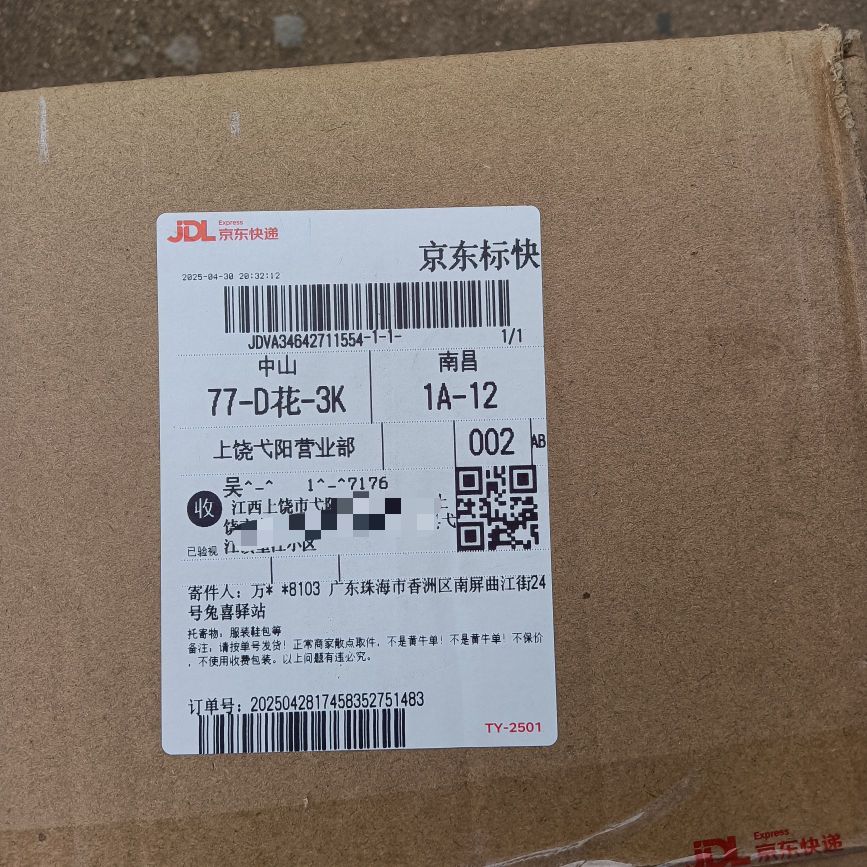 JDL Express 京东快递
京东标快
2025-04-30 20:32:12
JDVA34642711554-1-1- 1/1
中山 南昌
77-D花-3K 1A-12
上饶弋阳营业部 002 AB
收 吴^-^ 1^-^7176
江西上饶市弋阳
饶
已验视
寄件人：万* *8103 广东珠海市香洲区南屏曲江街24
号兔喜驿站
托寄物：服装鞋包等
备注：请按单号发货！正常商家散点取件，不是黄牛单！不是黄牛单！不保价
，不使用收费包装。以上问题有违必究。
订单号：2025042817458352751483
TY-2501
JDL Express 京东快递